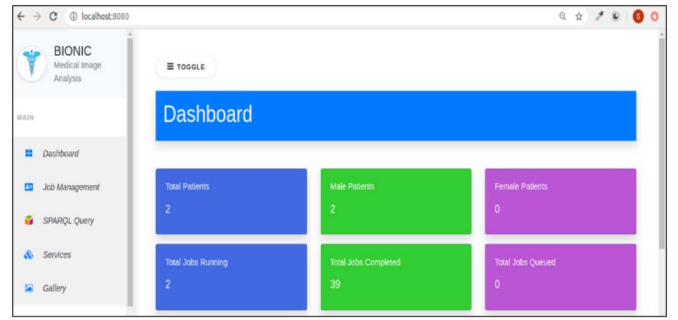 localhost:8080
S
BIONIC
Medical Image
Analysis
MAIN
Dashboard
Job Management
SPARQL Query
Services
Gallery
TOGGLE
Dashboard
Total Patients
2
Male Patients
2
Female Patients
0
Total Jobs Running
2
Total Jobs Completed
39
Total Jobs Queued
0